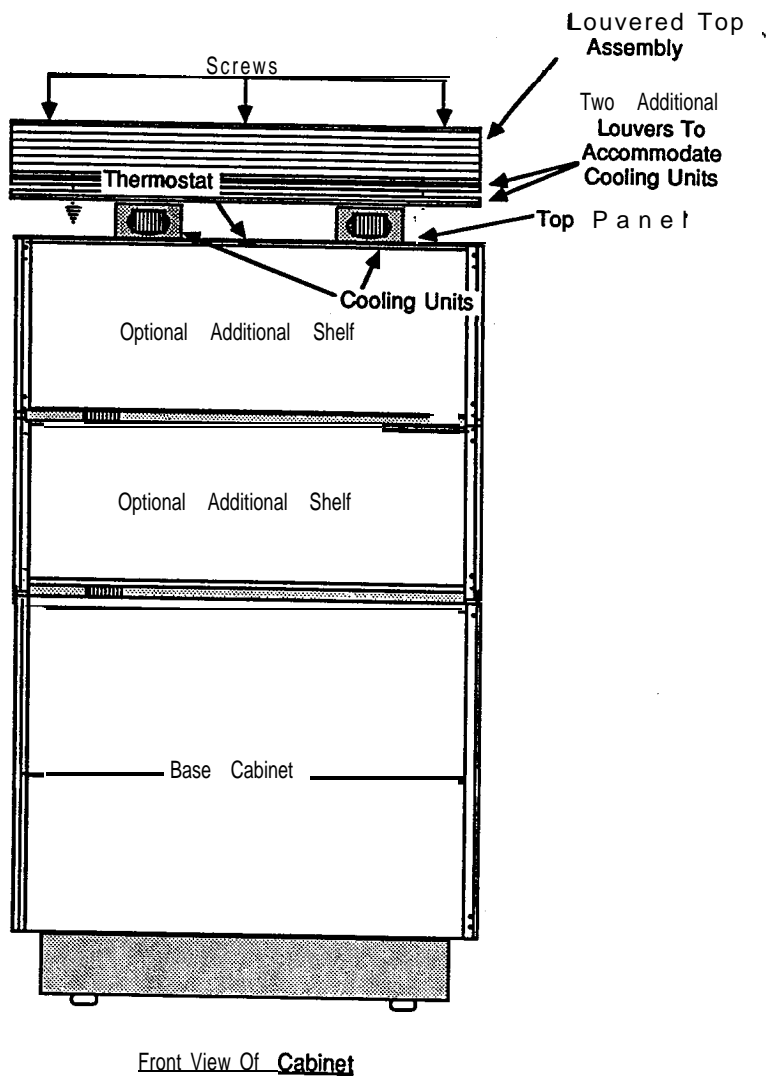 Louvered Top
Assembly
Screws
Two Additional
Louvers To
Accommodate
Cooling Units
Thermostat
Top Panel
Cooling Units
Optional Additional Shelf
Optional Additional Shelf
Base Cabinet
Front View Of Cabinet